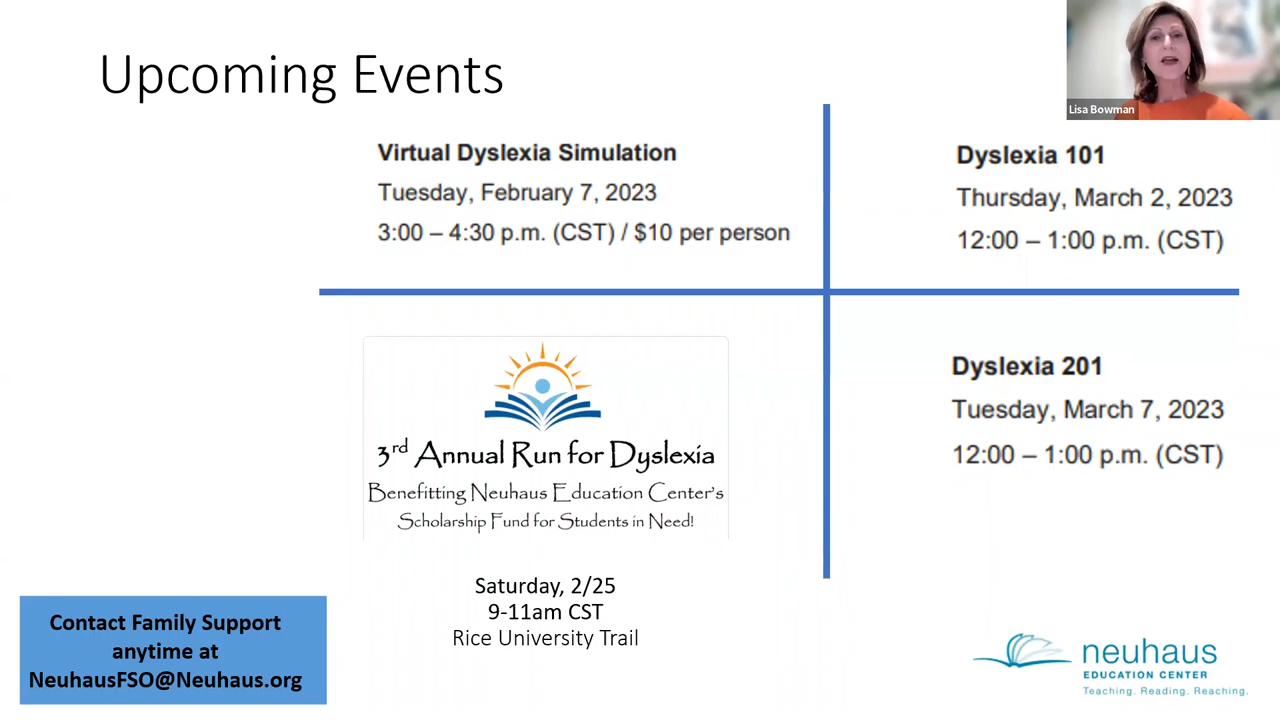 Upcoming Events
Lisa Bowman
Virtual Dyslexia Simulation
Tuesday, February 7, 2023
3:00 – 4:30 p.m. (CST) / $10 per person
Dyslexia 101
Thursday, March 2, 2023
12:00 – 1:00 p.m. (CST)
3rd Annual Run for Dyslexia
Benefitting Neuhaus Education Center's
Scholarship Fund for Students in Need!
Saturday, 2/25
9-11am CST
Rice University Trail
Dyslexia 201
Tuesday, March 7, 2023
12:00 – 1:00 p.m. (CST)
Contact Family Support
anytime at
NeuhausFSO@Neuhaus.org
neuhaus
EDUCATION CENTER
Teaching. Reading. Reaching.